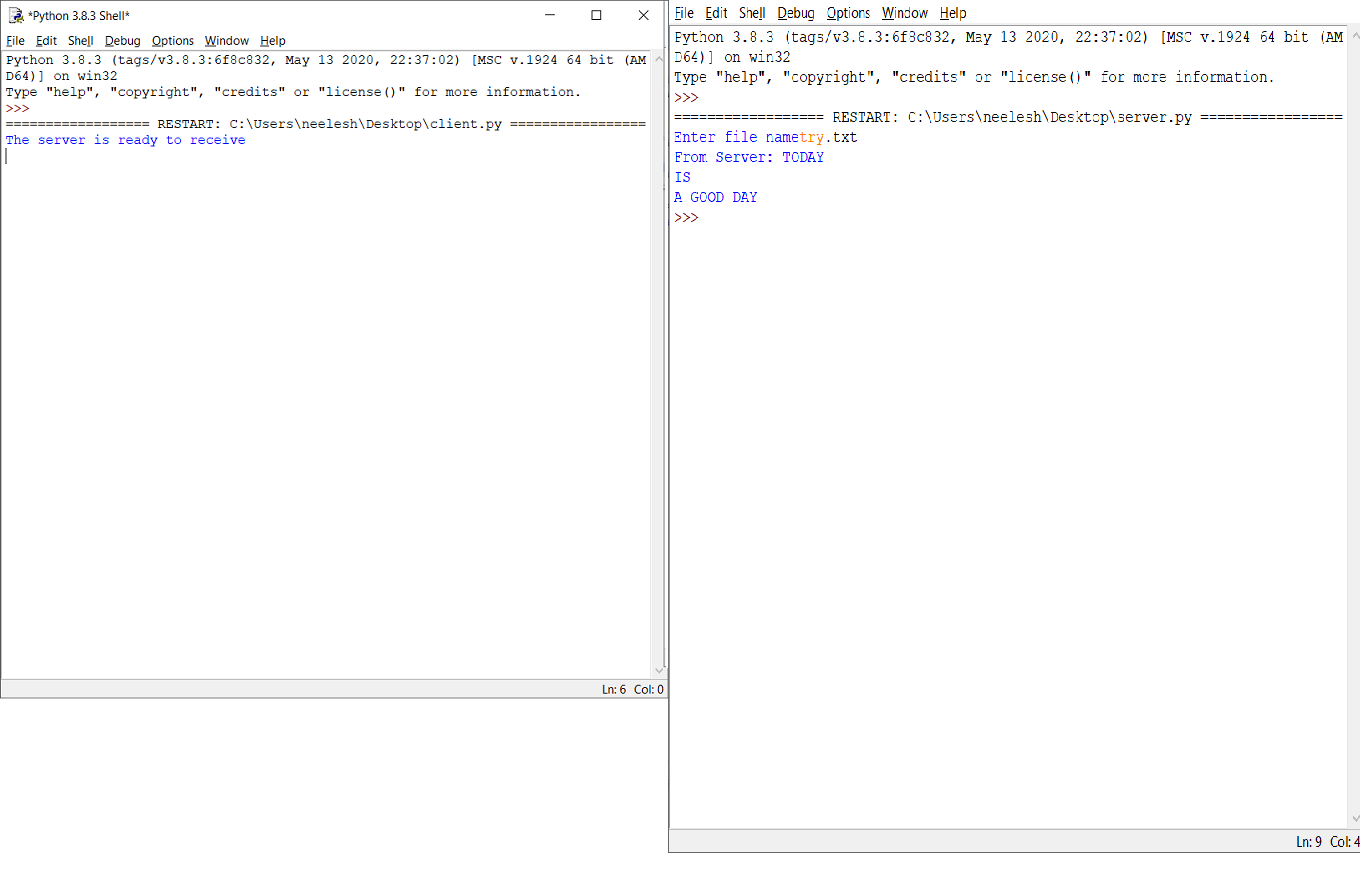 *Python 3.8.3 Shell*
File Edit Shell Debug Options Window Help
Python 3.8.3 (tags/v3.8.3:6f8c832, May 13 2020, 22:37:02) [MSC v.1924 64 bit (AM
D64)] on win32
Type "help", "copyright", "credits" or "license()" for more information.
>>>
================== RESTART: C:\Users\neelesh\Desktop\client.py =================
The server is ready to receive
Ln: 6 Col: 0
File Edit Shell Debug Options Window Help
Python 3.8.3 (tags/v3.8.3:6f8c832, May 13 2020, 22:37:02) [MSC v.1924 64 bit (AM
D64)] on win32
Type "help", "copyright", "credits" or "license()" for more information.
>>>
================== RESTART: C:\Users\neelesh\Desktop\server.py =================
Enter file nametry.txt
From Server: TODAY
IS
A GOOD DAY
>>>
Ln: 9 Col: 4